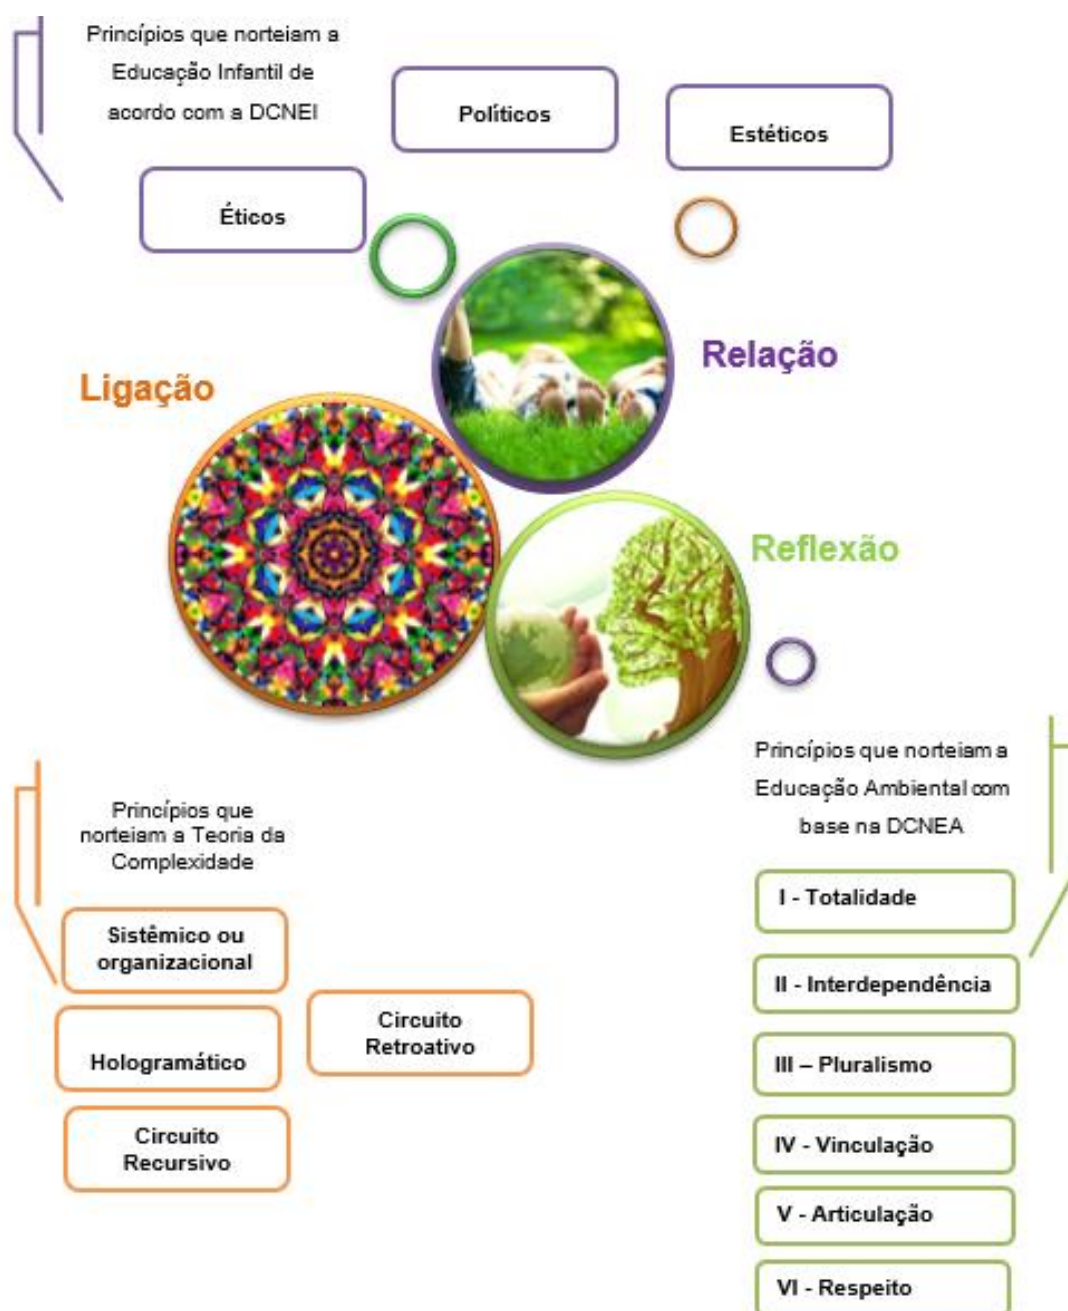 Princípios que norteiam a
Educação Infantil de
acordo com a DCNEI
Políticos
Estéticos
Éticos
Relação
Ligação
Reflexão
Princípios que norteiam a
Educação Ambiental com
base na DCNEA
Princípios que
norteiam a Teoria da
Complexidade
I - Totalidade
Sistêmico ou
organizacional
II - Interdependência
Circuito
Retroativo
Hologramático
III – Pluralismo
Circuito
Recursivo
IV - Vinculação
V - Articulação
VI - Respeito